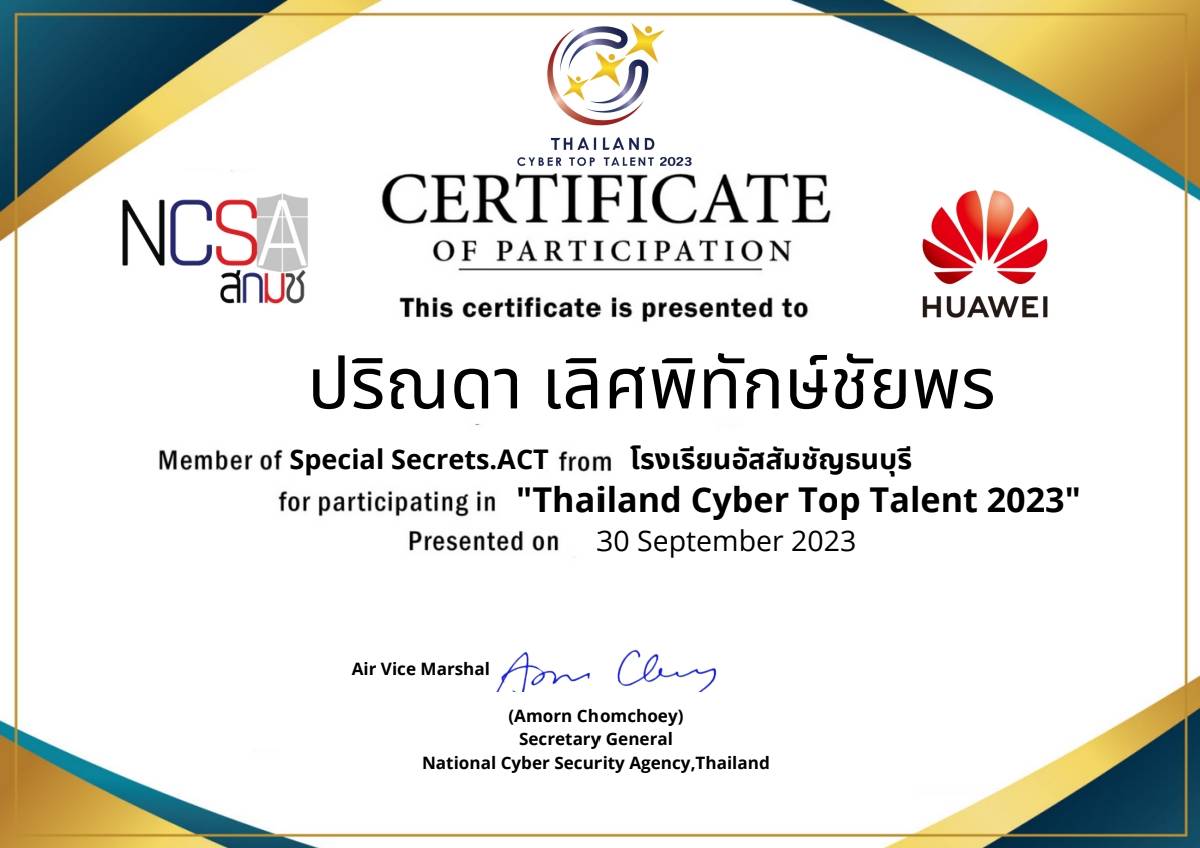 THAILAND
CYBER TOP TALENT 2023
CERTIFICATE
OF PARTICIPATION
NCSA
สกมช
HUAWEI
This certificate is presented to
ปริณดา เลิศพิทักษ์ชัยพร
Member of Special Secrets.ACT from โรงเรียนอัสสัมชัญธนบุรี
for participating in "Thailand Cyber Top Talent 2023"
Presented on 30 September 2023
Air Vice Marshal
(Amorn Chomchoey)
Secretary General
National Cyber Security Agency,Thailand